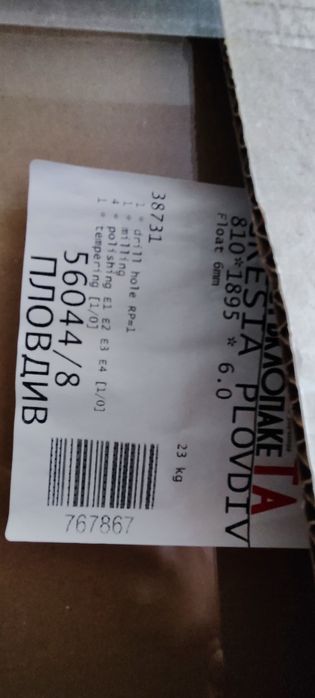 RESTA PLOVDIV
810*1895 * 6.0
Float 6mm
23 kg
38731
1 * drill hole RP=1
1 * milling
4 * polishing E1 E2 E3 E4 [1/0]
1 * tempering [1/0]
56044/8
ПЛОВДИВ
767867